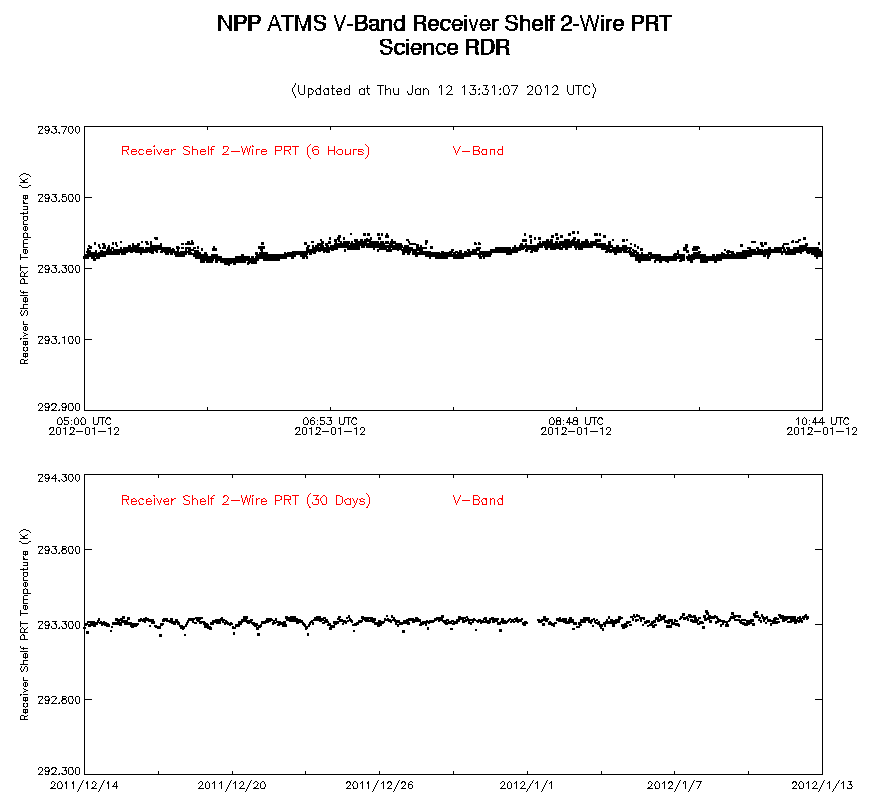 NPP ATMS V-Band Receiver Shelf 2-Wire PRT
Science RDR
(Updated at Thu Jan 12 13:31:07 2012 UTC)
293.700
Receiver Shelf 2-Wire PRT (6 Hours) V-Band
293.500
293.300
293.100
292.900
Receiver Shelf PRT Temperature (K)
05:00 UTC 06:53 UTC 08:48 UTC 10:44 UTC
2012-01-12 2012-01-12 2012-01-12 2012-01-12
294.300
Receiver Shelf 2-Wire PRT (30 Days) V-Band
293.800
293.300
292.800
292.300
Receiver Shelf PRT Temperature (K)
2011/12/14 2011/12/20 2011/12/26 2012/1/1 2012/1/7 2012/1/13